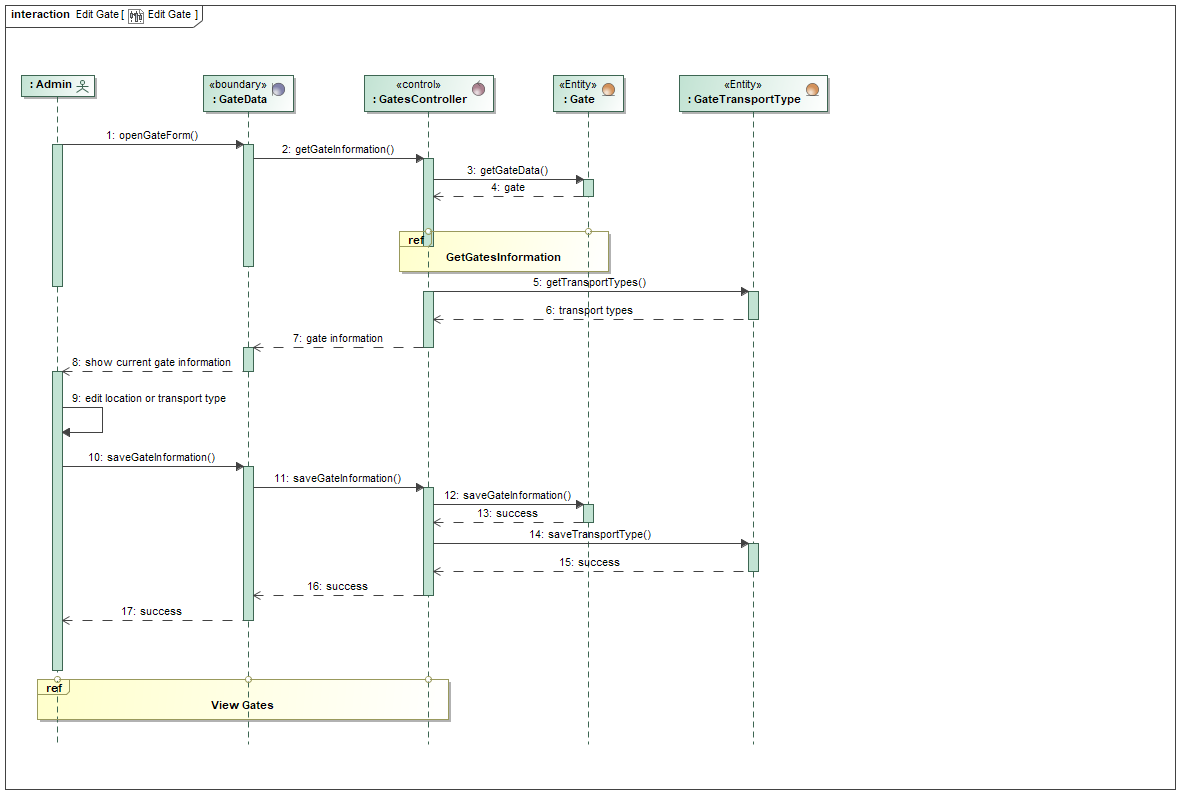 interaction Edit Gate [ Edit Gate ]
: Admin
«boundary»
: GateData
«control»
: GatesController
«Entity»
: Gate
«Entity»
: GateTransportType
1: openGateForm()
2: getGateInformation()
3: getGateData()
4: gate
ref
GetGatesInformation
5: getTransportTypes()
6: transport types
7: gate information
8: show current gate information
9: edit location or transport type
10: saveGateInformation()
11: saveGateInformation()
12: saveGateInformation()
13: success
14: saveTransportType()
15: success
16: success
17: success
ref
View Gates